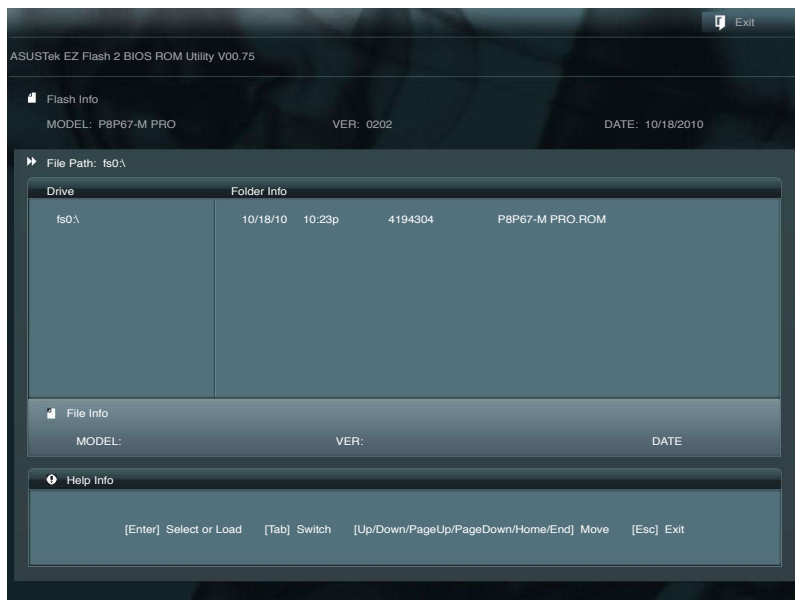 Exit
ASUSTek EZ Flash 2 BIOS ROM Utility V00.75
Flash Info
MODEL: P8P67-M PRO VER: 0202 DATE: 10/18/2010
File Path: fs0:\
Drive Folder Info
fs0:\ 10/18/10 10:23p 4194304 P8P67-M PRO.ROM
File Info
MODEL: VER: DATE
Help Info
[Enter] Select or Load [Tab] Switch [Up/Down/PageUp/PageDown/Home/End] Move [Esc] Exit